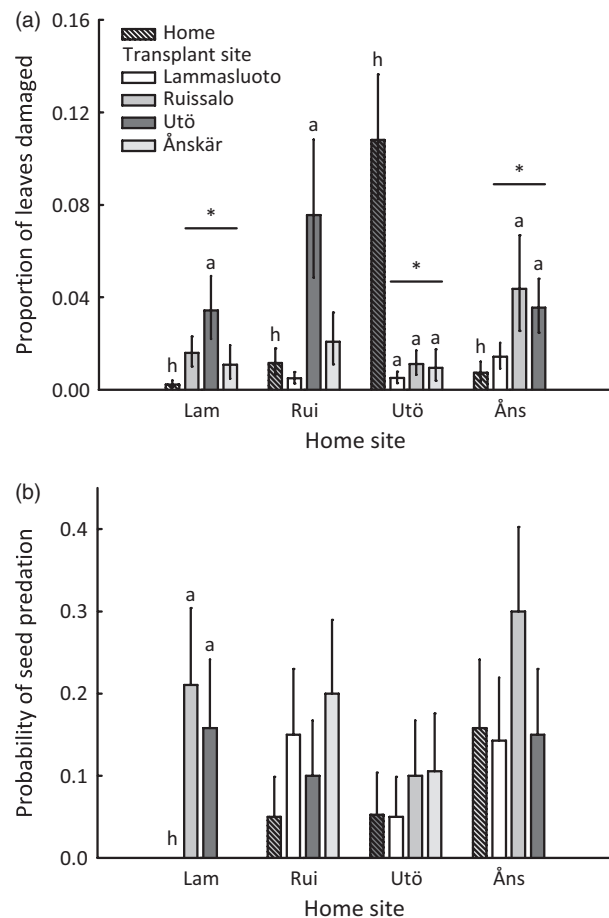 (a)
0.16
0.12
0.08
0.04
0.00
Proportion of leaves damaged
Home
Transplant site
Lammasluoto
Ruissalo
Utö
Ånskär
h
*
a
h
a
h
*
a
a
a
h
*
a
a
Lam
Rui
Utö
Åns
Home site
(b)
0.4
0.3
0.2
0.1
0.0
Probability of seed predation
h
a
a
Lam
Rui
Utö
Åns
Home site